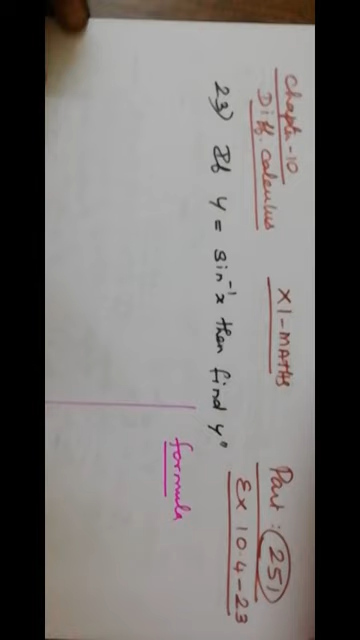 Chapter-10 XI-MATHS Part: 251
Diff. calculus Ex 10.4-23
23) If y = sin⁻¹x then find y"
formula